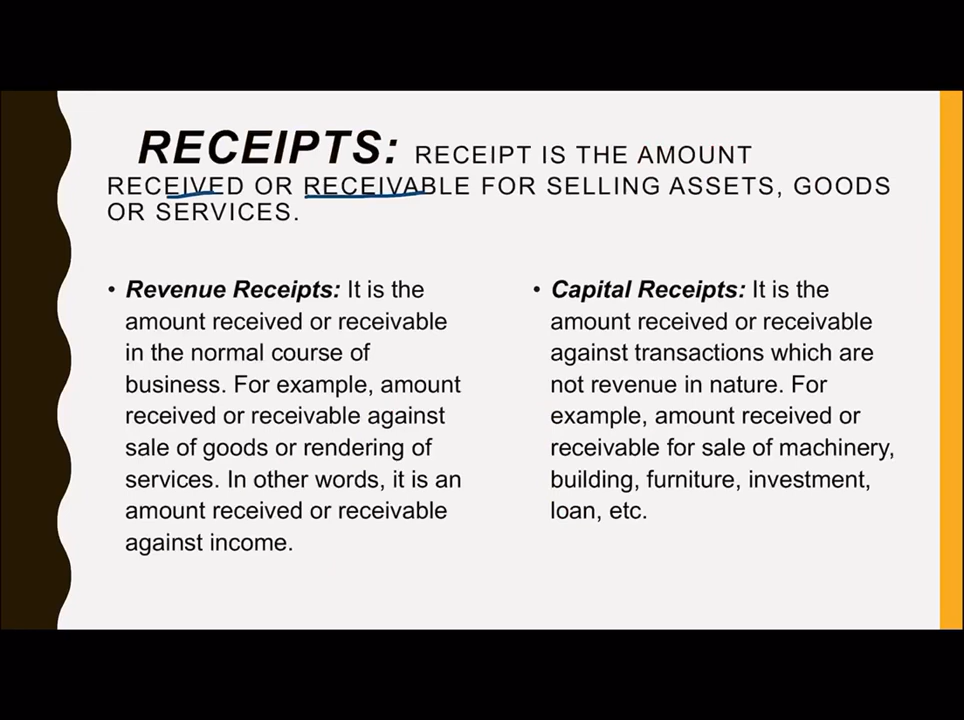 RECEIPTS: RECEIPT IS THE AMOUNT
RECEIVED OR RECEIVABLE FOR SELLING ASSETS, GOODS
OR SERVICES.
• Revenue Receipts: It is the
amount received or receivable
in the normal course of
business. For example, amount
received or receivable against
sale of goods or rendering of
services. In other words, it is an
amount received or receivable
against income.
• Capital Receipts: It is the
amount received or receivable
against transactions which are
not revenue in nature. For
example, amount received or
receivable for sale of machinery,
building, furniture, investment,
loan, etc.